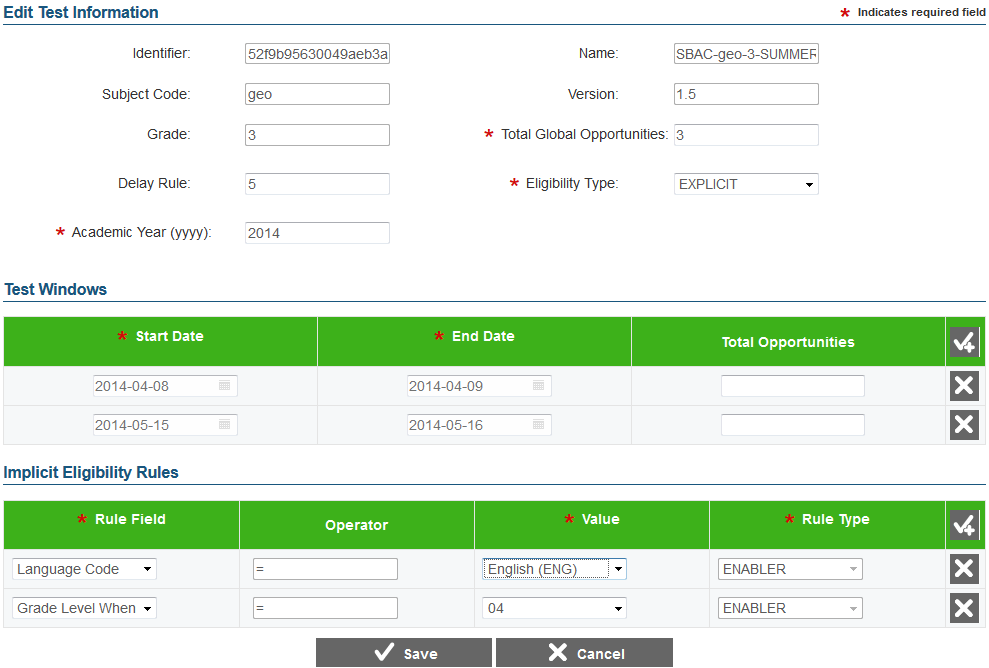 Edit Test Information * Indicates required field
Identifier: 52f9b95630049aeb3a Name: SBAC-geo-3-SUMMER
Subject Code: geo Version: 1.5
Grade: 3 * Total Global Opportunities: 3
Delay Rule: 5 * Eligibility Type: EXPLICIT
* Academic Year (yyyy): 2014
Test Windows
* Start Date * End Date Total Opportunities
2014-04-08 2014-04-09
2014-05-15 2014-05-16
Implicit Eligibility Rules
* Rule Field Operator * Value * Rule Type
Language Code = English (ENG) ENABLER
Grade Level When = 04 ENABLER
Save Cancel